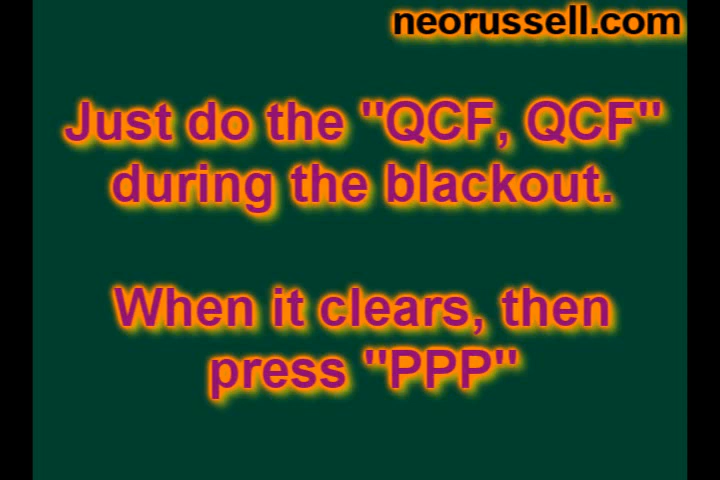 neorussell.com
Just do the "QCF, QCF"
during the blackout.
When it clears, then
press "PPP"